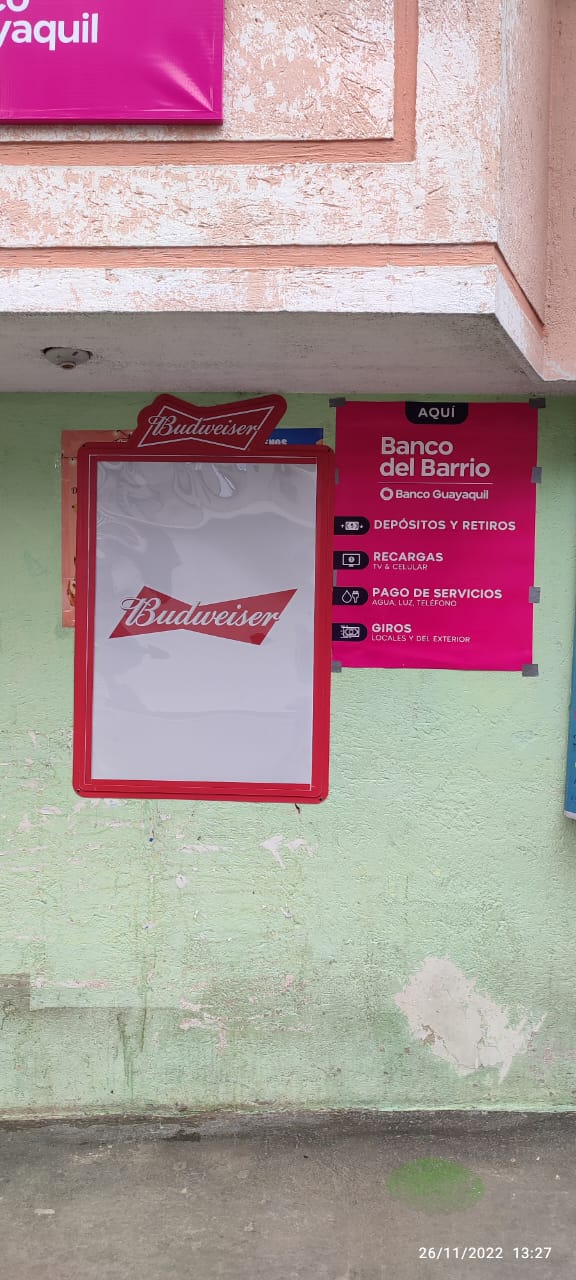 yaquil
Budweiser
Budweiser
AQUÍ
Banco
del Barrio
Banco Guayaquil
DEPÓSITOS Y RETIROS
RECARGAS
TV & CELULAR
PAGO DE SERVICIOS
AGUA, LUZ, TELÉFONO
GIROS
LOCALES Y DEL EXTERIOR
26/11/2022 13:27